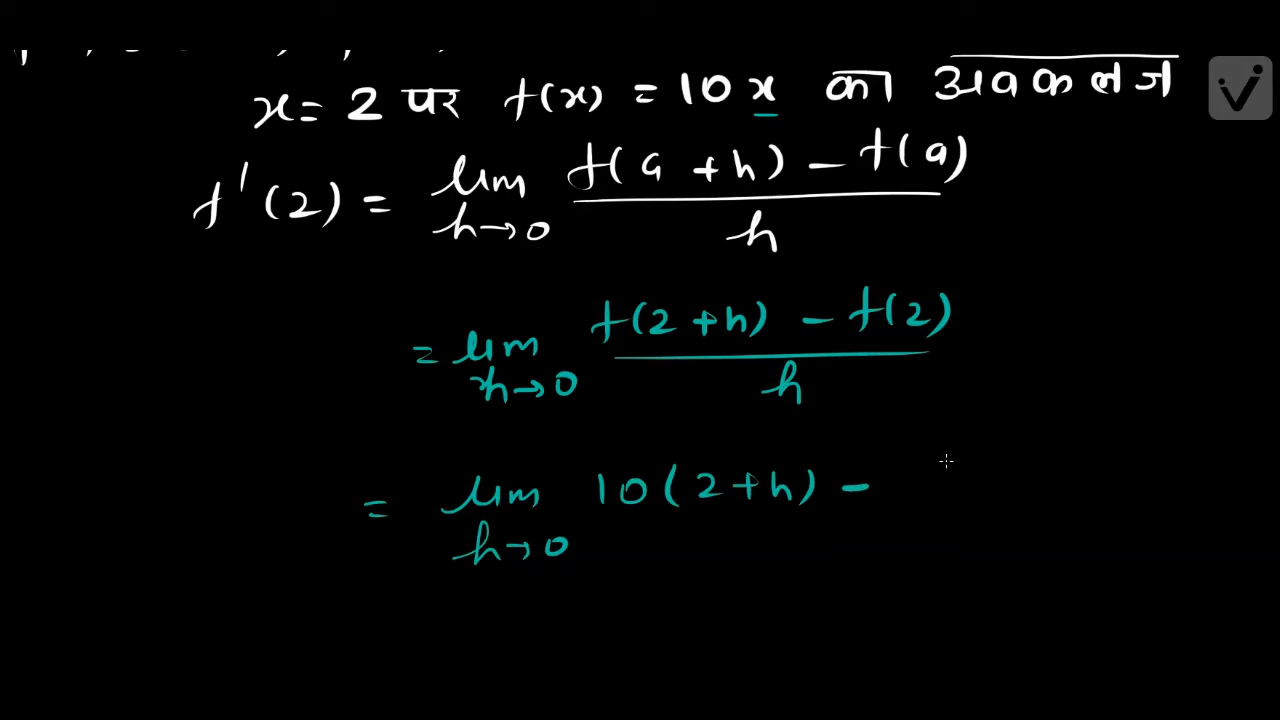 x = 2 पर f(x) = 10x का अवकलज
f'(2) = lim h→0 f(a + h) – f(a) / h
= lim h→0 f(2 + h) – f(2) / h
= lim h→0 10(2 + h) –